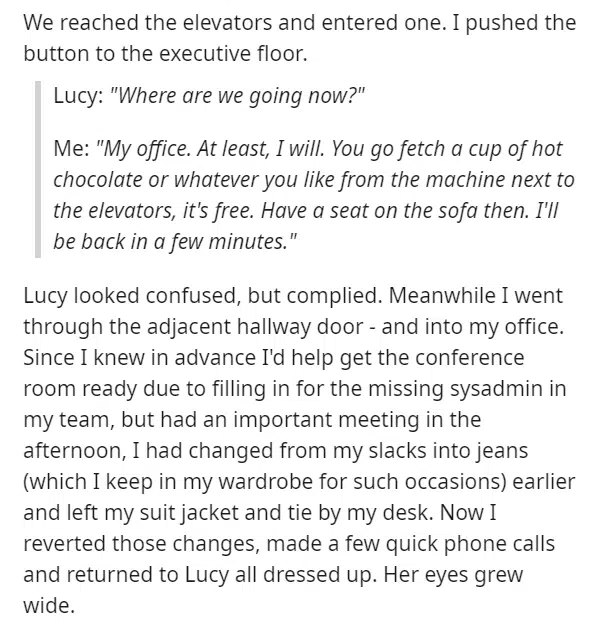 We reached the elevators and entered one. I pushed the
button to the executive floor.
Lucy: "Where are we going now?"
Me: "My office. At least, I will. You go fetch a cup of hot
chocolate or whatever you like from the machine next to
the elevators, it's free. Have a seat on the sofa then. I'll
be back in a few minutes."
Lucy looked confused, but complied. Meanwhile I went
through the adjacent hallway door - and into my office.
Since I knew in advance I'd help get the conference
room ready due to filling in for the missing sysadmin in
my team, but had an important meeting in the
afternoon, I had changed from my slacks into jeans
(which I keep in my wardrobe for such occasions) earlier
and left my suit jacket and tie by my desk. Now I
reverted those changes, made a few quick phone calls
and returned to Lucy all dressed up. Her eyes grew
wide.